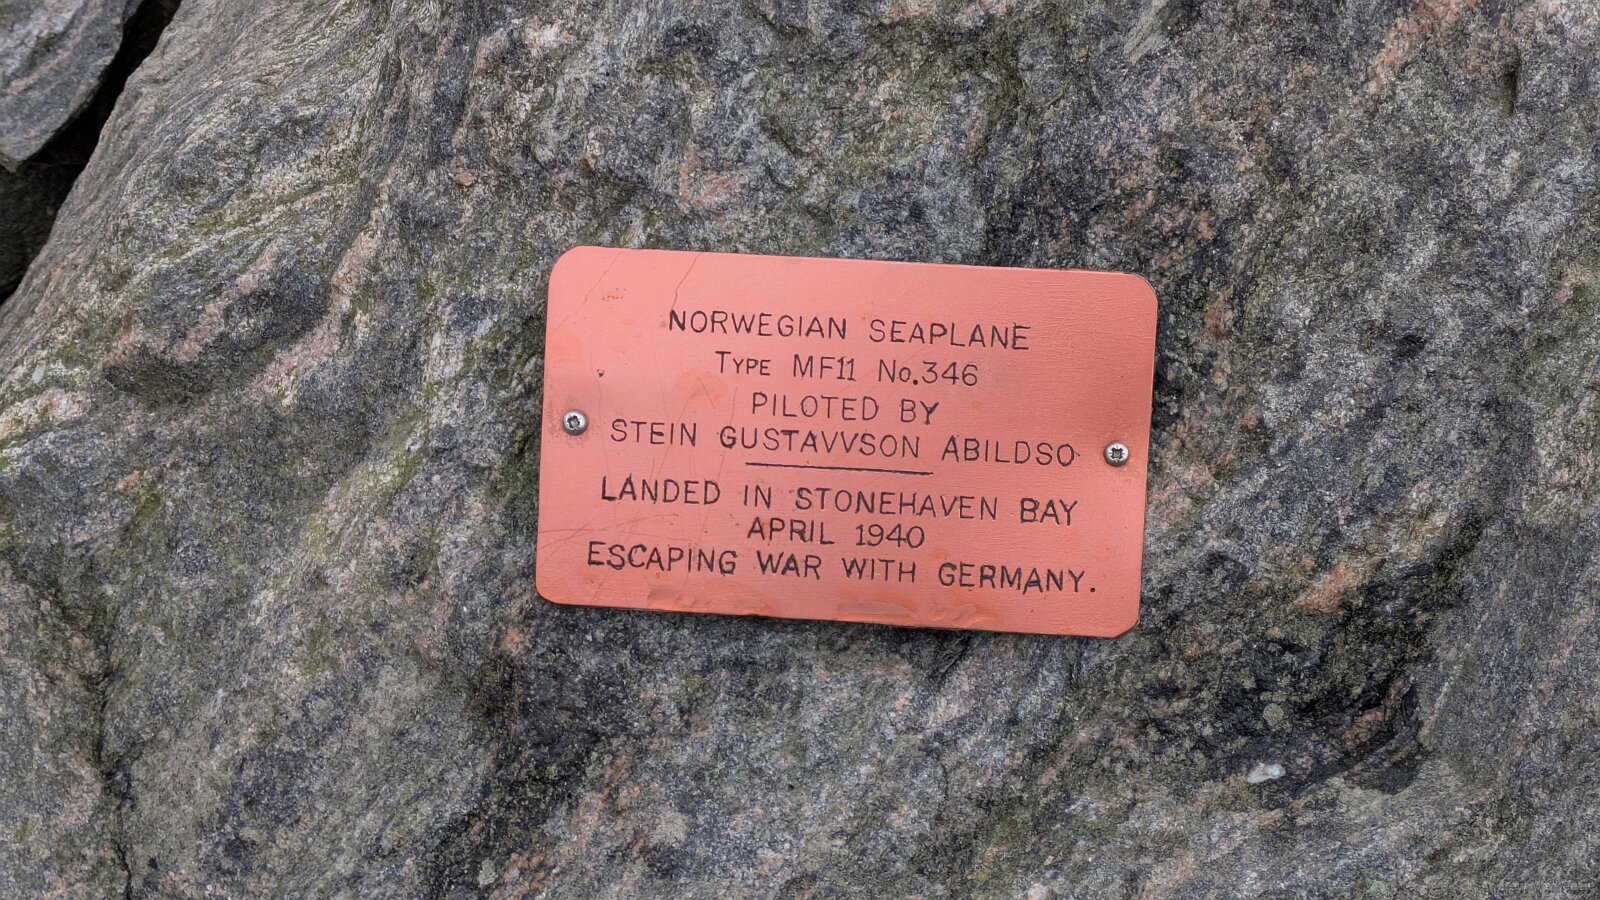 NORWEGIAN SEAPLANE
TYPE MF11 No.346
PILOTED BY
STEIN GUSTAVVSON ABILDSO
LANDED IN STONEHAVEN BAY
APRIL 1940
ESCAPING WAR WITH GERMANY.